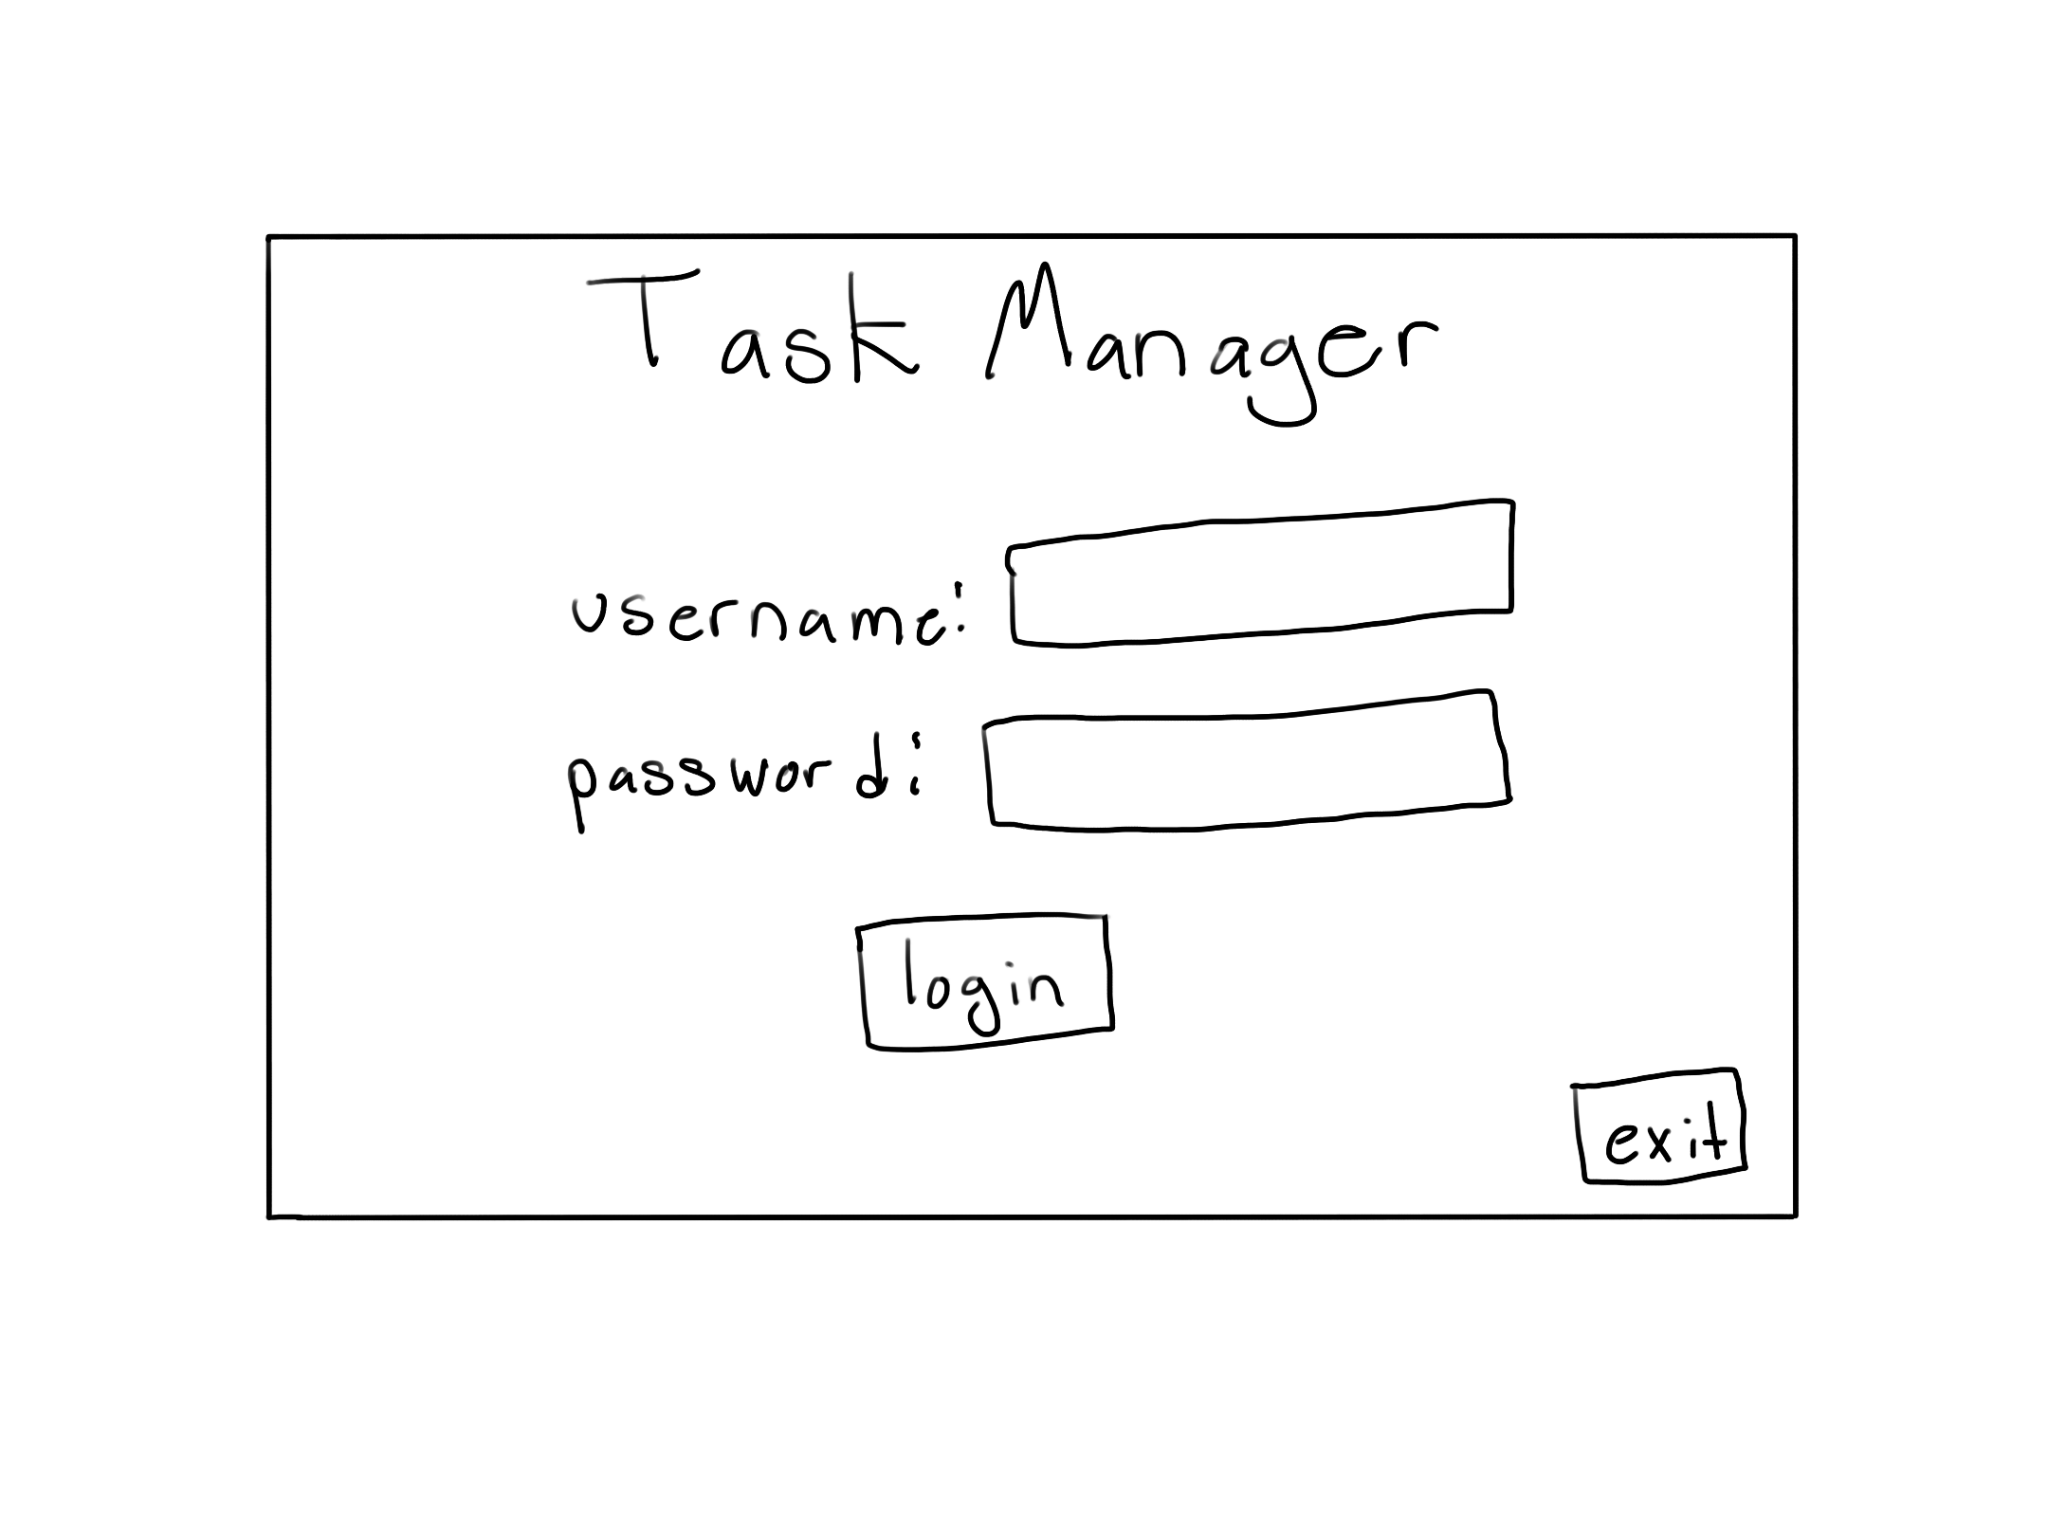 Task Manager
username:
password:
login
exit